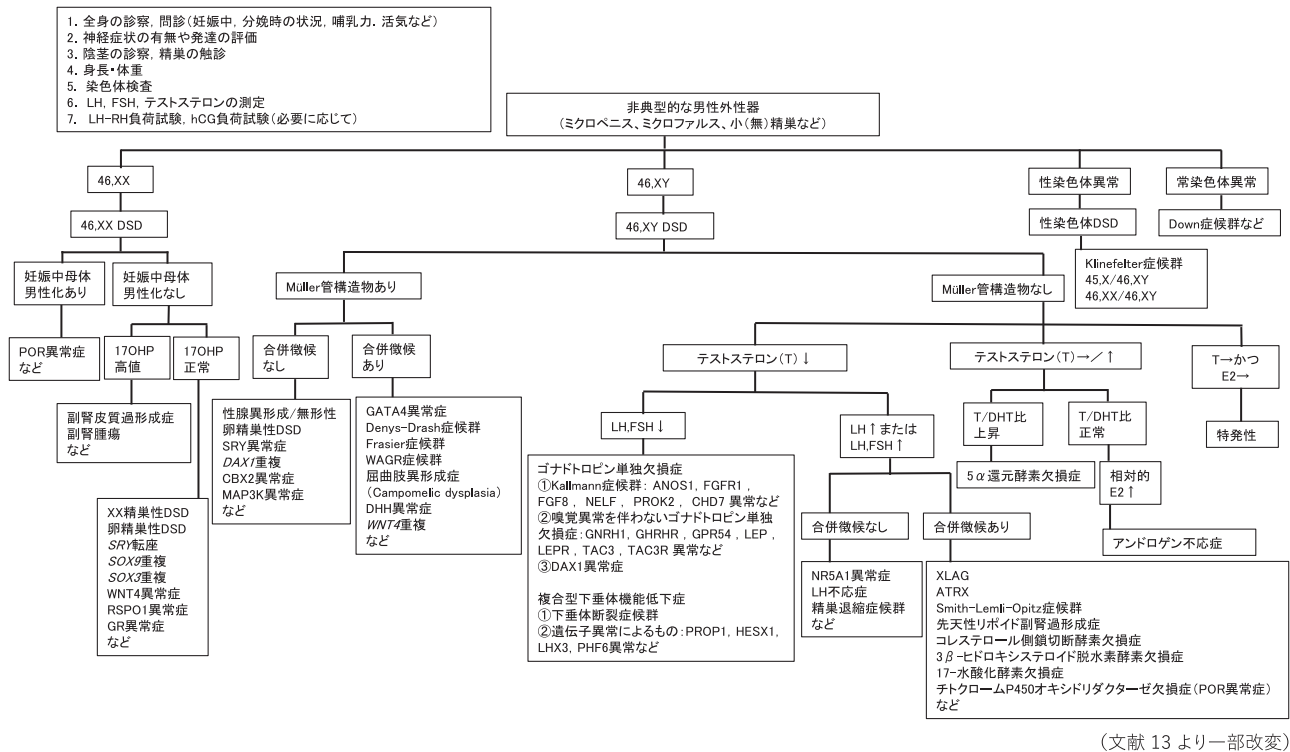 1. 全身の診察, 問診(妊娠中, 分娩時の状況, 哺乳力. 活気など)
2. 神経症状の有無や発達の評価
3. 陰茎の診察, 精巣の触診
4. 身長・体重
5. 染色体検査
6. LH, FSH, テストステロンの測定
7. LH-RH負荷試験, hCG負荷試験(必要に応じて)
非典型的な男性外性器
(ミクロペニス、ミクロファルス、小(無)精巣など)
46,XX
46,XY
性染色体異常
常染色体異常
46,XX DSD
46,XY DSD
性染色体DSD
Down症候群など
Klinefelter症候群
45,X/46,XY
46,XX/46,XY
妊娠中母体
男性化あり
妊娠中母体
男性化なし
Müller管構造物あり
Müller管構造物なし
POR異常症
など
17OHP
高値
17OHP
正常
合併徴候
なし
合併徴候
あり
テストステロン(T)↓
テストステロン(T)→/↑
T→かつ
E2→
副腎皮質過形成症
副腎腫瘍
など
XX精巣性DSD
卵精巣性DSD
SRY転座
SOX9重複
SOX3重複
WNT4異常症
RSPO1異常症
GR異常症
など
性腺異形成/無形性
卵精巣性DSD
SRY異常症
DAX1重複
CBX2異常症
MAP3K異常症
など
GATA4異常症
Denys-Drash症候群
Frasier症候群
WAGR症候群
屈曲肢異形成症
(Campomelic dysplasia)
DHH異常症
WNT4重複
など
LH,FSH↓
LH↑または
LH,FSH↑
T/DHT比
上昇
T/DHT比
正常
特発性
ゴナドトロピン単独欠損症
①Kallmann症候群: ANOS1, FGFR1,
FGF8, NELF, PROK2, CHD7 異常など
②嗅覚異常を伴わないゴナドトロピン単独
欠損症:GNRH1, GHRHR, GPR54, LEP,
LEPR, TAC3, TAC3R 異常など
③DAX1異常症
複合型下垂体機能低下症
①下垂体断裂症候群
②遺伝子異常によるもの:PROP1, HESX1,
LHX3, PHF6異常など
5α還元酵素欠損症
相対的
E2↑
アンドロゲン不応症
合併徴候なし
合併徴候あり
NR5A1異常症
LH不応症
精巣退縮症候群
など
XLAG
ATRX
Smith-Lemli-Opitz症候群
先天性リポイド副腎過形成症
コレステロール側鎖切断酵素欠損症
3β-ヒドロキシステロイド脱水素酵素欠損症
17-水酸化酵素欠損症
チトクロームP450オキシドリダクターゼ欠損症(POR異常症)
など
(文献 13 より一部改変)